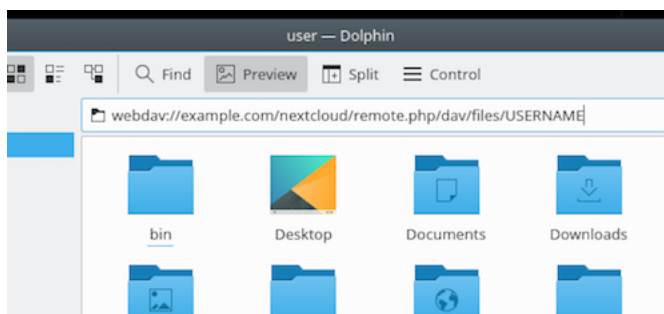 user — Dolphin
Find Preview Split Control
webdav://example.com/nextcloud/remote.php/dav/files/USERNAME
bin Desktop Documents Downloads